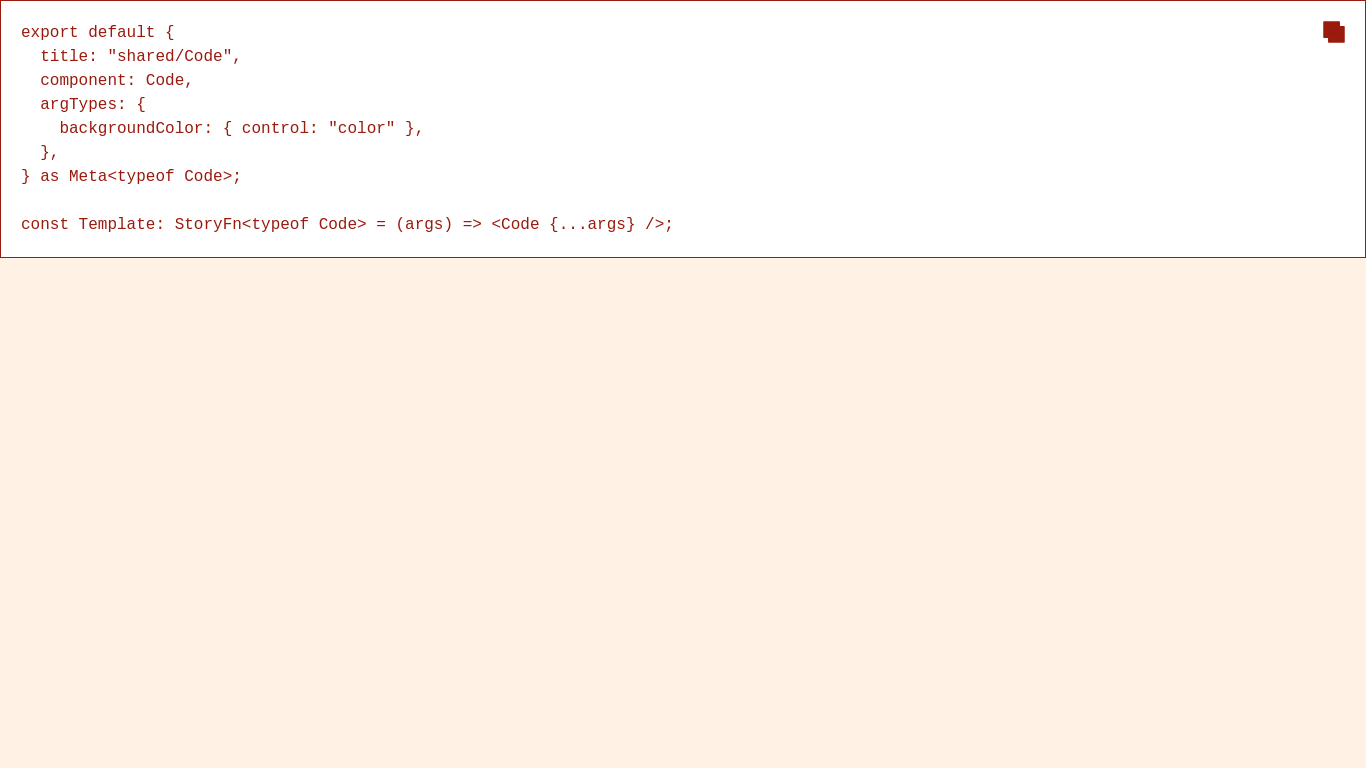 export default {
  title: "shared/Code",
  component: Code,
  argTypes: {
    backgroundColor: { control: "color" },
  },
} as Meta<typeof Code>;

const Template: StoryFn<typeof Code> = (args) => <Code {...args} />;